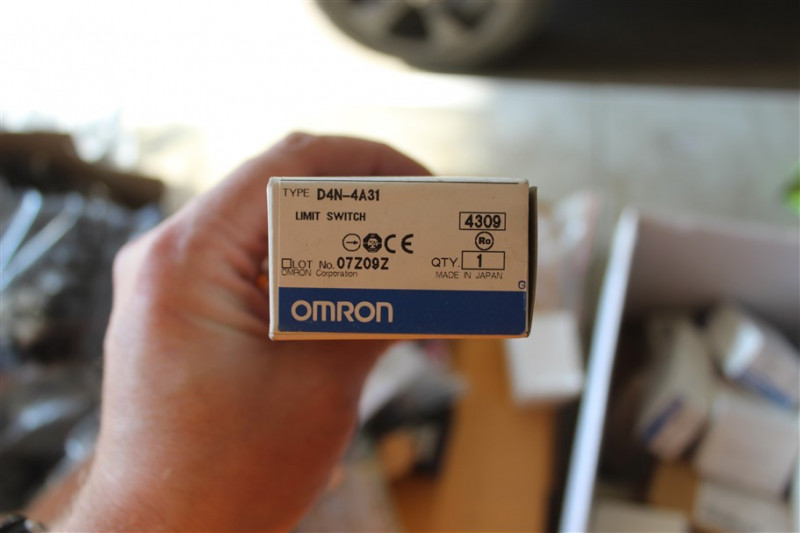 TYPE D4N-4A31
LIMIT SWITCH
4309
CE
Ro
LOT No. 07Z09Z
QTY. 1
OMRON Corporation
MADE IN JAPAN
G
OMRON